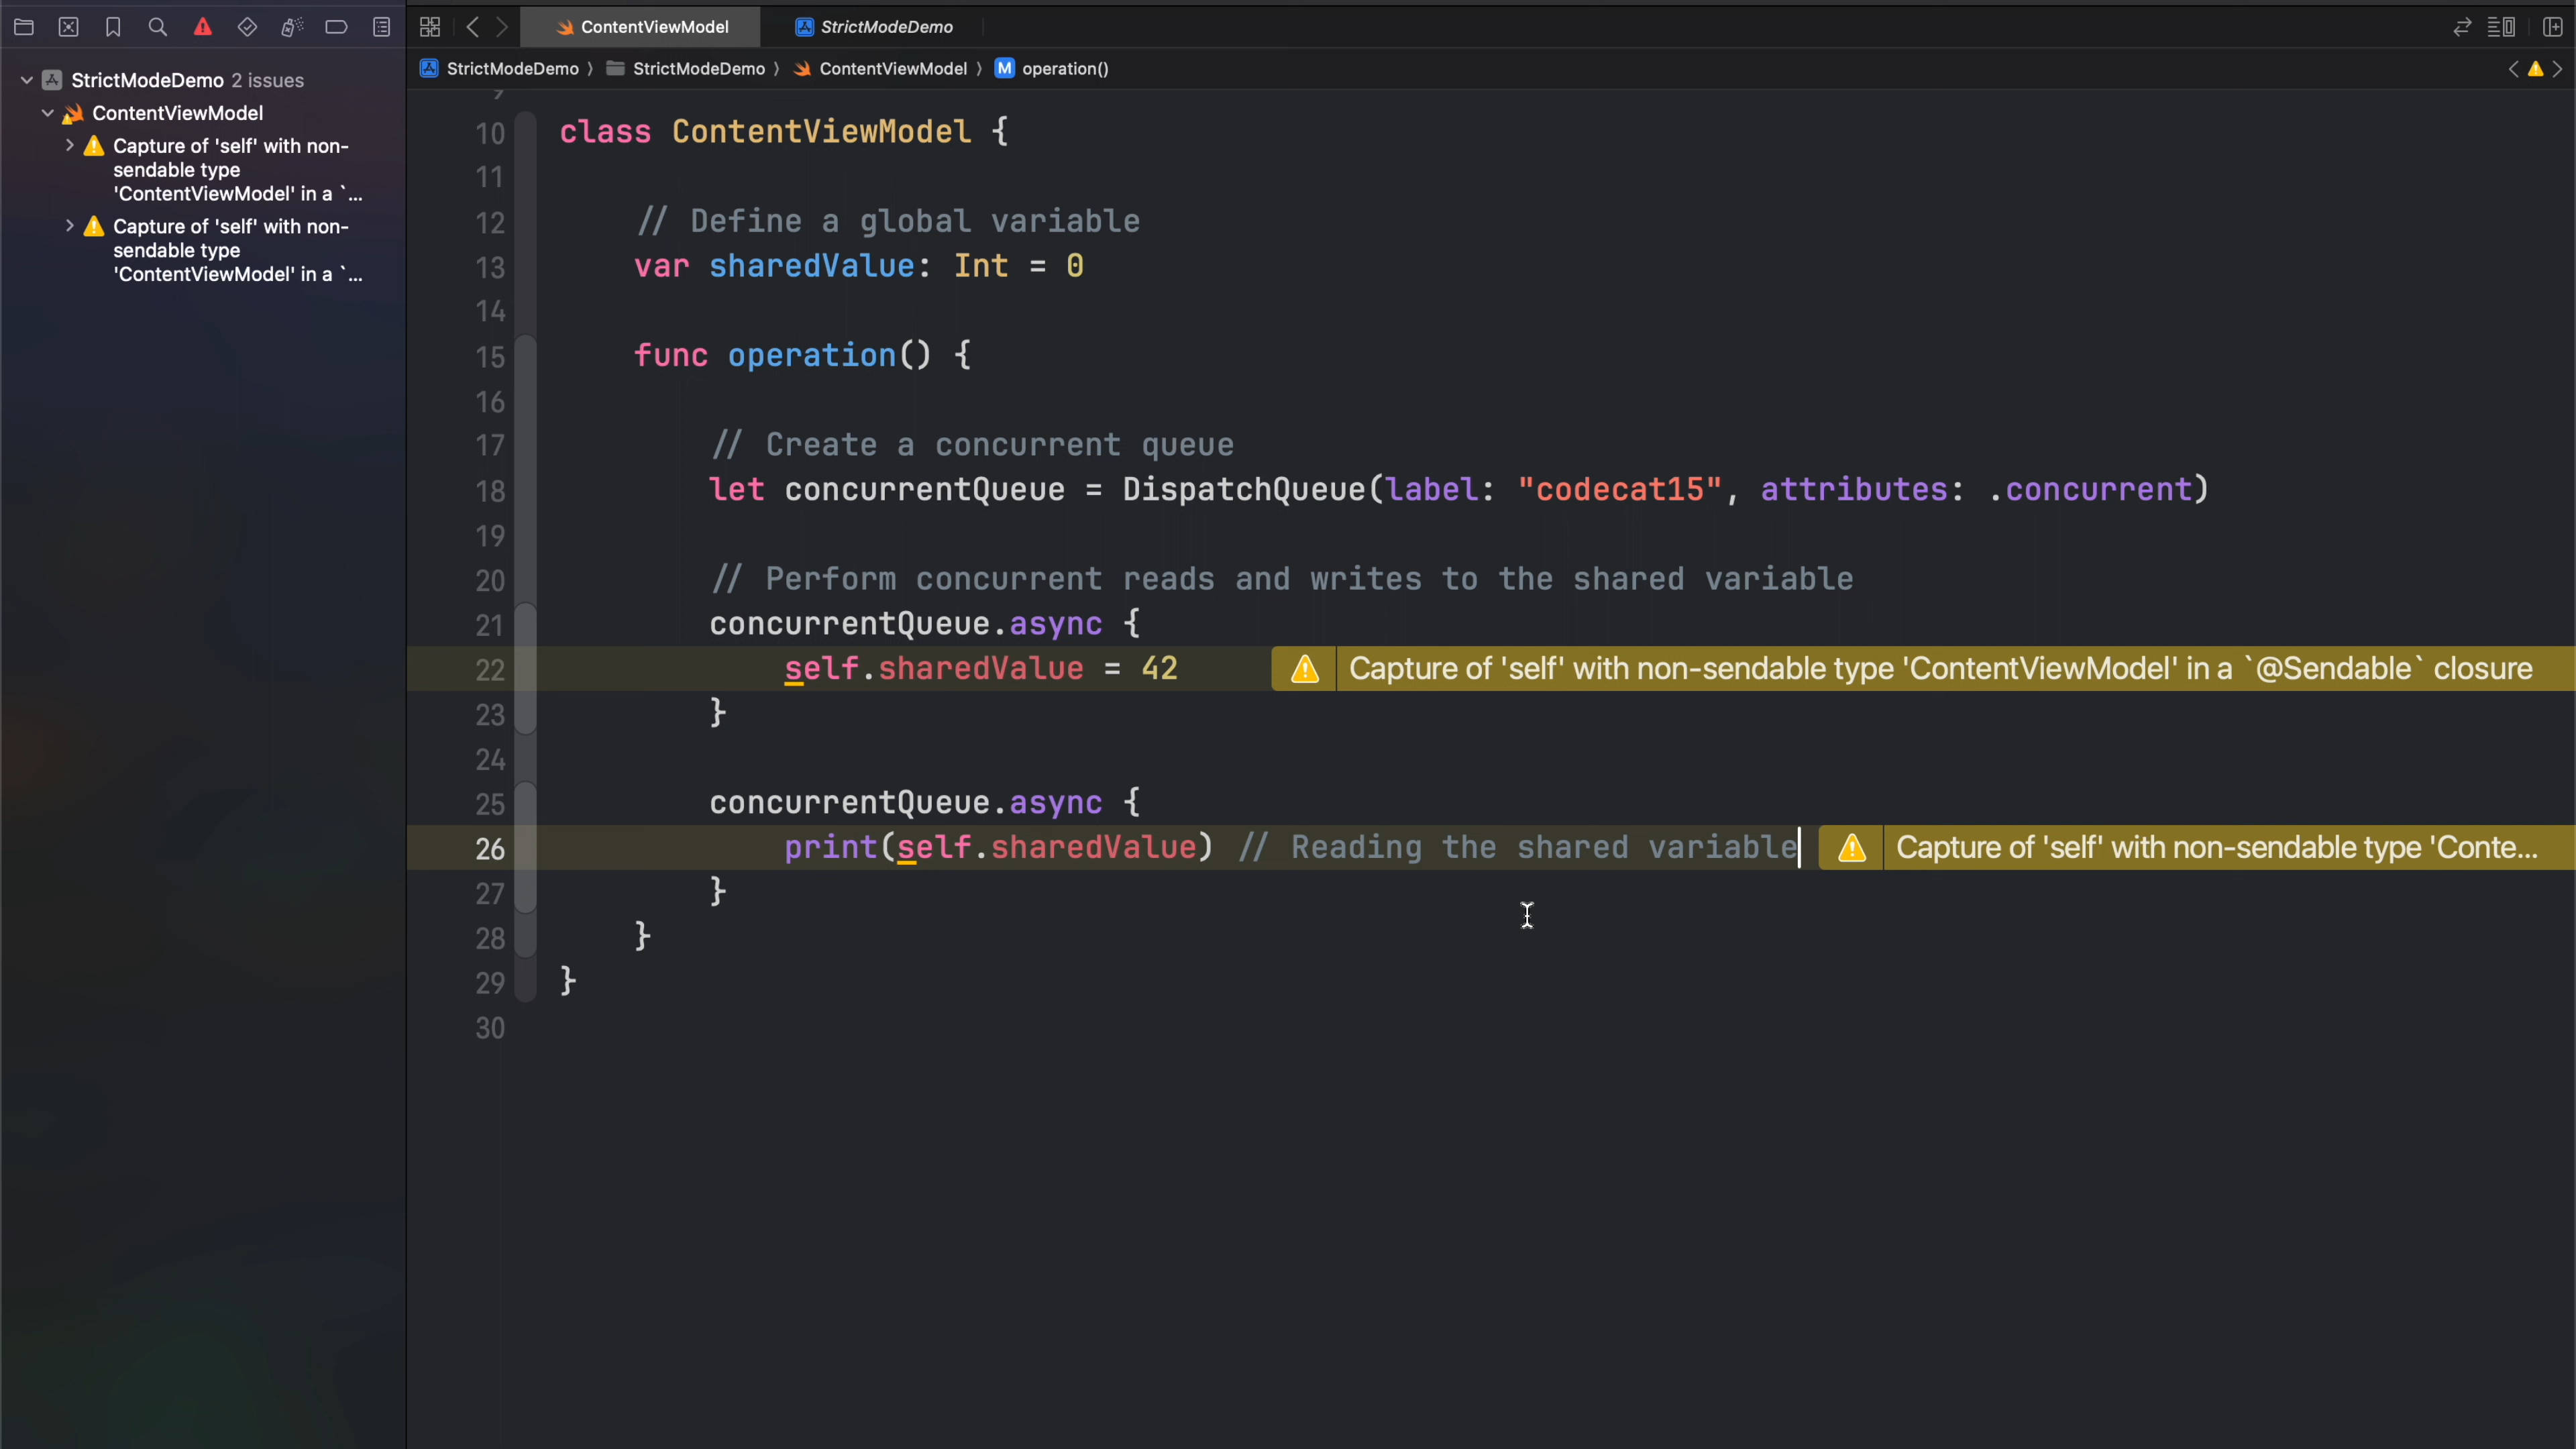 ContentViewModel
StrictModeDemo
StrictModeDemo 2 issues
ContentViewModel
Capture of 'self' with non-
sendable type
'ContentViewModel' in a `...
Capture of 'self' with non-
sendable type
'ContentViewModel' in a `...
StrictModeDemo 〉 StrictModeDemo 〉 ContentViewModel 〉 M operation()
10 class ContentViewModel {
11
12 // Define a global variable
13 var sharedValue: Int = 0
14
15 func operation() {
16
17 // Create a concurrent queue
18 let concurrentQueue = DispatchQueue(label: "codecat15", attributes: .concurrent)
19
20 // Perform concurrent reads and writes to the shared variable
21 concurrentQueue.async {
22 self.sharedValue = 42 Capture of 'self' with non-sendable type 'ContentViewModel' in a `@Sendable` closure
23 }
24
25 concurrentQueue.async {
26 print(self.sharedValue) // Reading the shared variable Capture of 'self' with non-sendable type 'Conte...
27 }
28 }
29 }
30